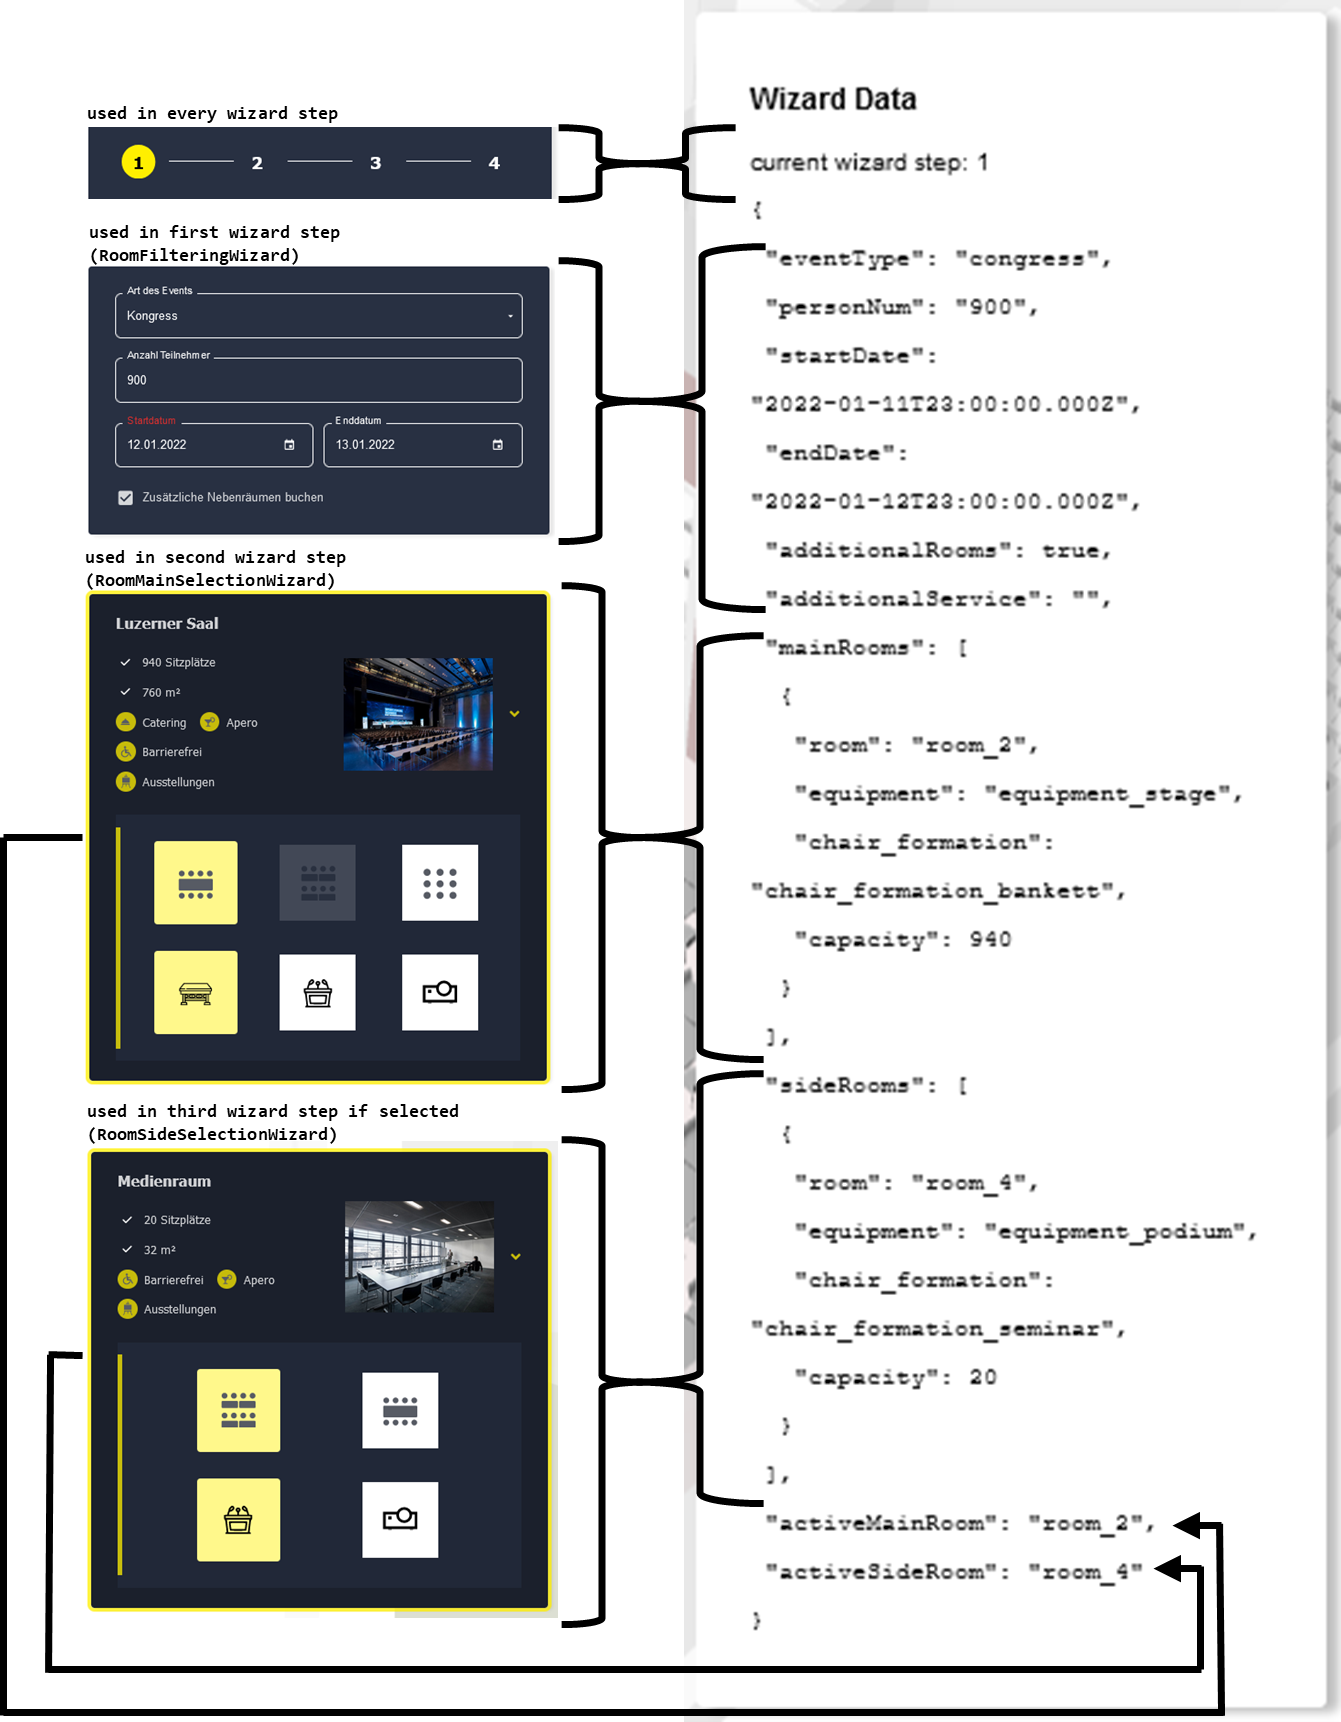 used in every wizard step
1
2
3
4
used in first wizard step
(RoomFilteringWizard)
Art des Events
Kongress
Anzahl Teilnehmer
900
Startdatum
12.01.2022
Enddatum
13.01.2022
Zusätzliche Nebenräumen buchen
used in second wizard step
(RoomMainSelectionWizard)
Luzerner Saal
940 Sitzplätze
760 m²
Catering
Apero
Barrierefrei
Ausstellungen
used in third wizard step if selected
(RoomSideSelectionWizard)
Medienraum
20 Sitzplätze
32 m²
Barrierefrei
Apero
Ausstellungen
Wizard Data
current wizard step: 1
{
"eventType": "congress",
"personNum": "900",
"startDate":
"2022-01-11T23:00:00.000Z",
"endDate":
"2022-01-12T23:00:00.000Z",
"additionalRooms": true,
"additionalService": "",
"mainRooms": [
{
"room": "room_2",
"equipment": "equipment_stage",
"chair_formation":
"chair_formation_bankett",
"capacity": 940
}
],
"sideRooms": [
{
"room": "room_4",
"equipment": "equipment_podium",
"chair_formation":
"chair_formation_seminar",
"capacity": 20
}
],
"activeMainRoom": "room_2",
"activeSideRoom": "room_4"
}